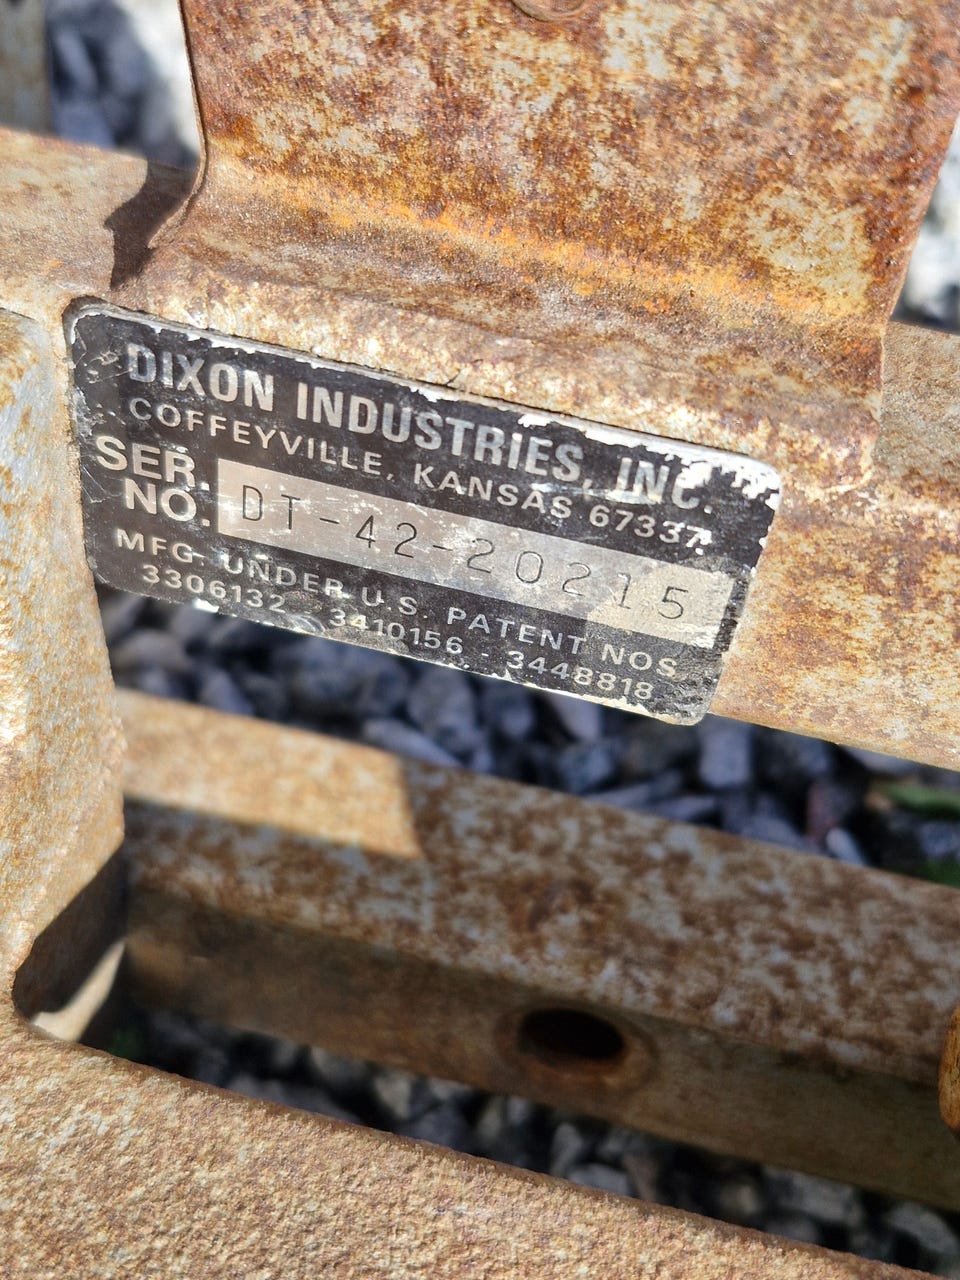 DIXON INDUSTRIES, INC.
COFFEYVILLE, KANSAS 67337
SER. NO. DT-42-20215
MFG. UNDER U.S. PATENT NOS.
3306132 - 3410156 - 3448818